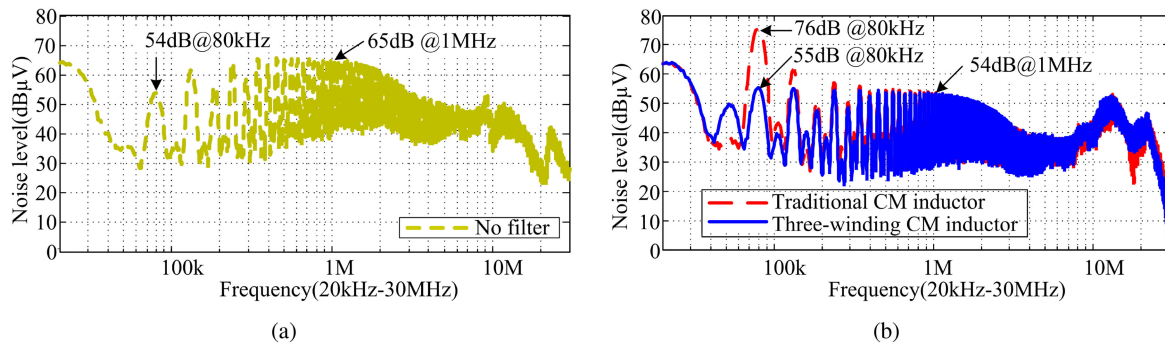 80
70
60
50
40
30
20
10
0
Noise level(dBμV)
54dB@80kHz
65dB @1MHz
No filter
100k
1M
10M
Frequency(20kHz-30MHz)
(a)
80
70
60
50
40
30
20
10
0
Noise level(dBμV)
76dB @80kHz
55dB @80kHz
54dB@1MHz
Traditional CM inductor
Three-winding CM inductor
100k
1M
10M
Frequency(20kHz-30MHz)
(b)